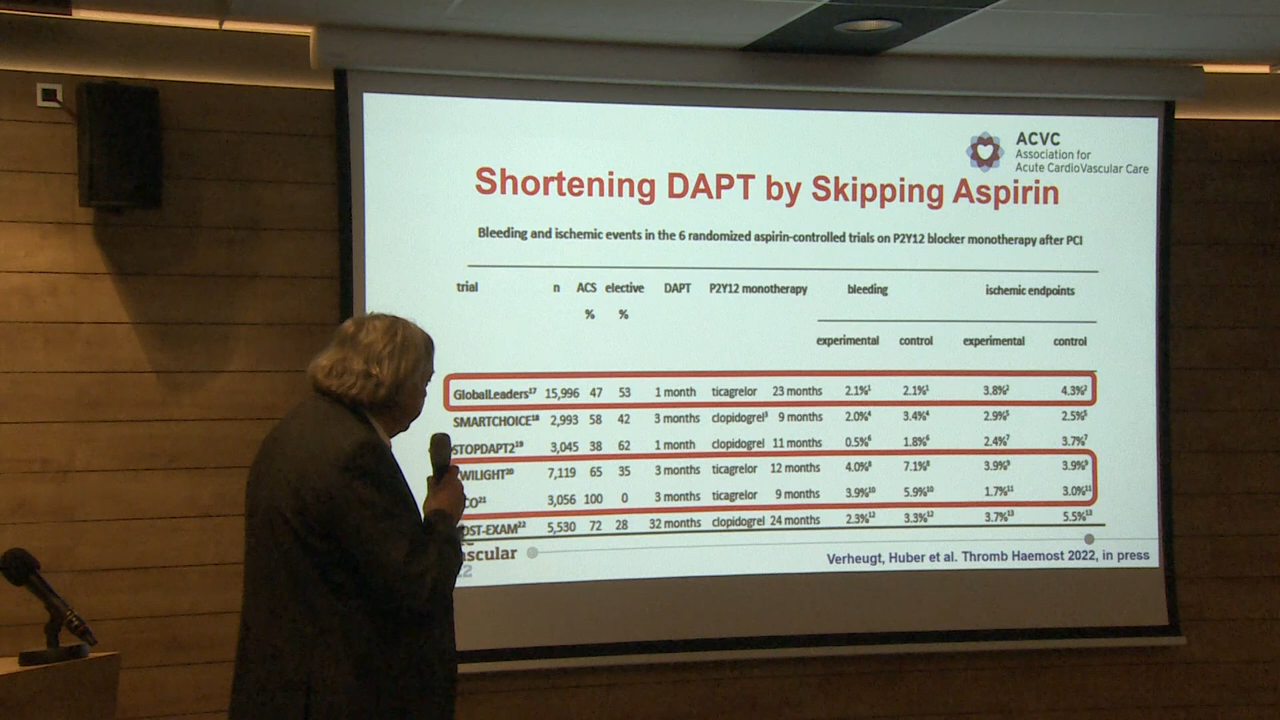 ACVC
Association for
Acute CardioVascular Care
Shortening DAPT by Skipping Aspirin
Bleeding and ischemic events in the 6 randomized aspirin-controlled trials on P2Y12 blocker monotherapy after PCI
trial n ACS elective DAPT P2Y12 monotherapy bleeding ischemic endpoints
% %
experimental control experimental control
GlobalLeaders¹⁷ 15,996 47 53 1 month ticagrelor 23 months 2.1%¹ 2.1%¹ 3.8%² 4.3%²
SMARTCHOICE¹⁸ 2,993 58 42 3 months clopidogrel³ 9 months 2.0%⁴ 3.4%⁴ 2.9%⁵ 2.5%⁵
STOPDAPT2¹⁹ 3,045 38 62 1 month clopidogrel 11 months 0.5%⁶ 1.8%⁶ 2.4%⁷ 3.7%⁷
WILIGHT²⁰ 7,119 65 35 3 months ticagrelor 12 months 4.0%⁸ 7.1%⁸ 3.9%⁹ 3.9%⁹
CO²¹ 3,056 100 0 3 months ticagrelor 9 months 3.9%¹⁰ 5.9%¹⁰ 1.7%¹¹ 3.0%¹¹
OST-EXAM²² 5,530 72 28 32 months clopidogrel 24 months 2.3%¹² 3.3%¹² 3.7%¹³ 5.5%¹³
scular
Verheugt, Huber et al. Thromb Haemost 2022, in press